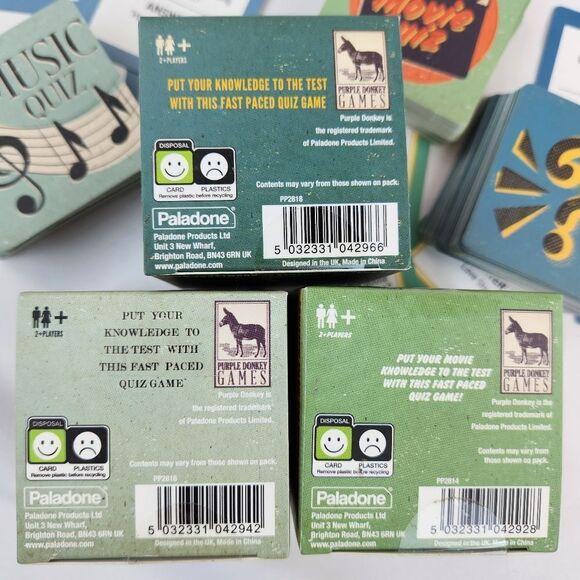 MUSIC
QUIZ
Movie
Quiz
2+PLAYERS
PUT YOUR KNOWLEDGE TO THE TEST
WITH THIS FAST PACED QUIZ GAME
PURPLE DONKEY
GAMES
Purple Donkey is
the registered trademark
of Paladone Products Limited.
DISPOSAL
CARD
PLASTICS
Remove plastic before recycling
Contents may vary from those shown on pack.
PP2818
Paladone
Paladone Products Ltd
Unit 3 New Wharf,
Brighton Road, BN43 6RN UK
www.paladone.com
5 032331 042966
Designed in the UK, Made in China
2+PLAYERS
PUT YOUR
KNOWLEDGE TO
THE TEST WITH
THIS FAST PACED
QUIZ GAME
PURPLE DONKEY
GAMES
Purple Donkey is
the registered trademark
of Paladone Products Limited.
DISPOSAL
CARD
PLASTICS
Remove plastic before recycling
Contents may vary from those shown on pack.
PP2816
Paladone
Paladone Products Ltd
Unit 3 New Wharf,
Brighton Road, BN43 6RN UK
www.paladone.com
5 032331 042942
Designed in the UK, Made in China
2+PLAYERS
PUT YOUR MOVIE
KNOWLEDGE TO THE TEST
WITH THIS FAST PACED
QUIZ GAME!
PURPLE DONKEY
GAMES
Purple Donkey is the
registered trademark of
Paladone Products Limited.
DISPOSAL
CARD
PLASTICS
Remove plastic before recycling
Contents may vary from those shown on pack.
PP2814
Paladone
Paladone Products Ltd
Unit 3 New Wharf,
Brighton Road, BN43 6RN UK
www.paladone.com
5 032331 042928
Designed in the UK, Made in China